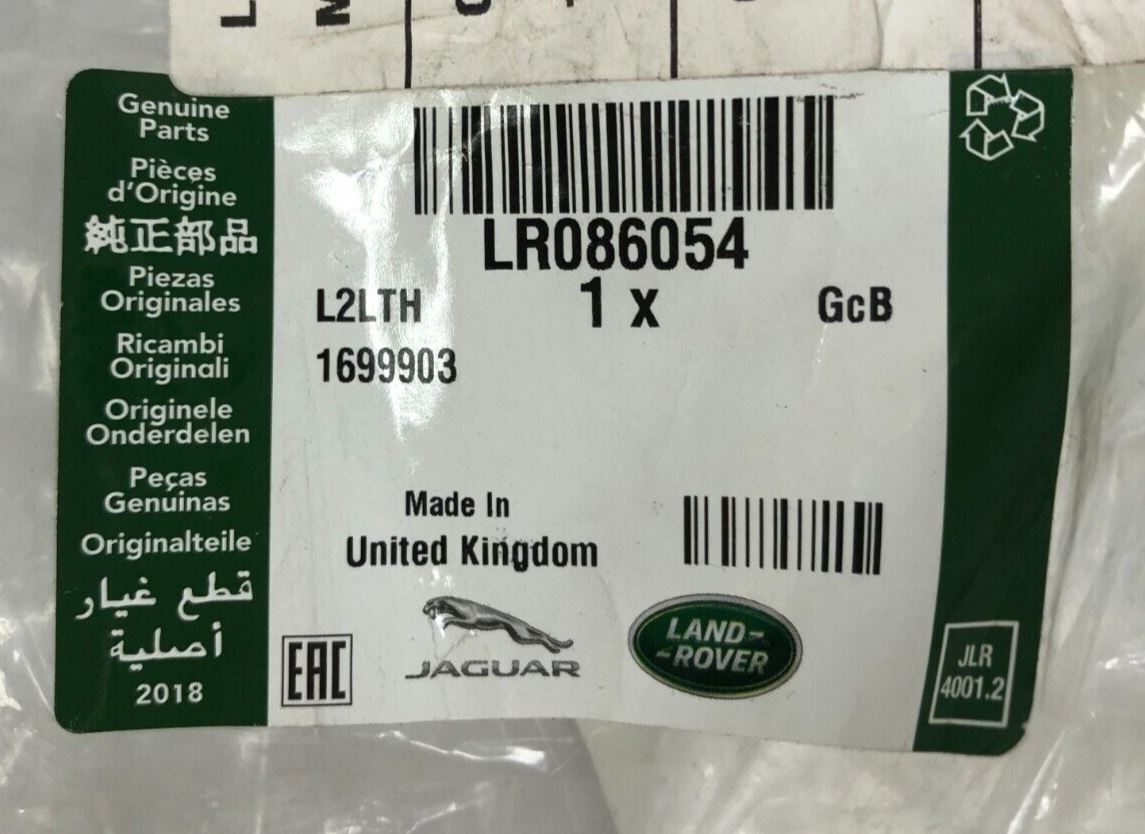 Genuine
Parts
Pièces
d'Origine
純正部品
Piezas
Originales
Ricambi
Originali
Originele
Onderdelen
Peças
Genuinas
Originalteile
قطع غيار
أصلية
2018
LR086054
L2LTH
1 x
GcB
1699903
Made In
United Kingdom
EAC
JAGUAR
LAND-
-ROVER
JLR
4001.2